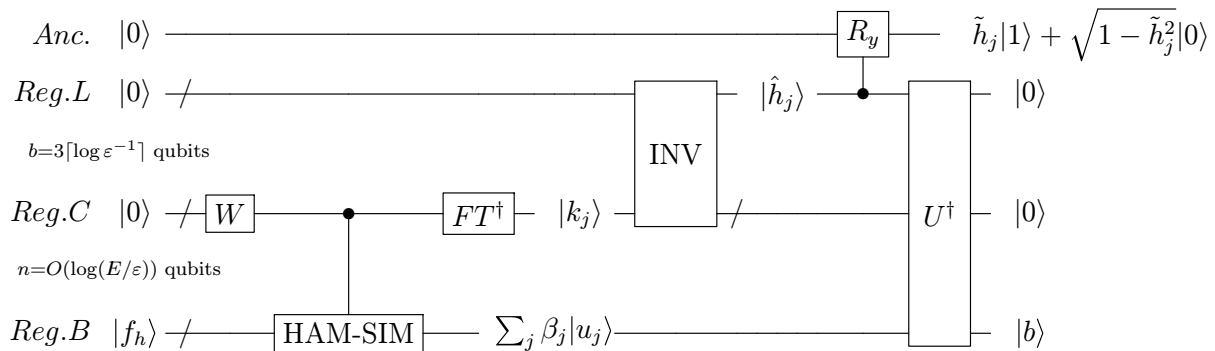 Anc. |0⟩ R_y h̃_j|1⟩ + √(1 − h̃_j^2)|0⟩
Reg.L |0⟩ |ĥ_j⟩ |0⟩
b=3⌈log ε^{−1}⌉ qubits INV
Reg.C |0⟩ W FT^† |k_j⟩ U^† |0⟩
n=O(log(E/ε)) qubits
Reg.B |f_h⟩ HAM-SIM ∑_j β_j|u_j⟩ |b⟩